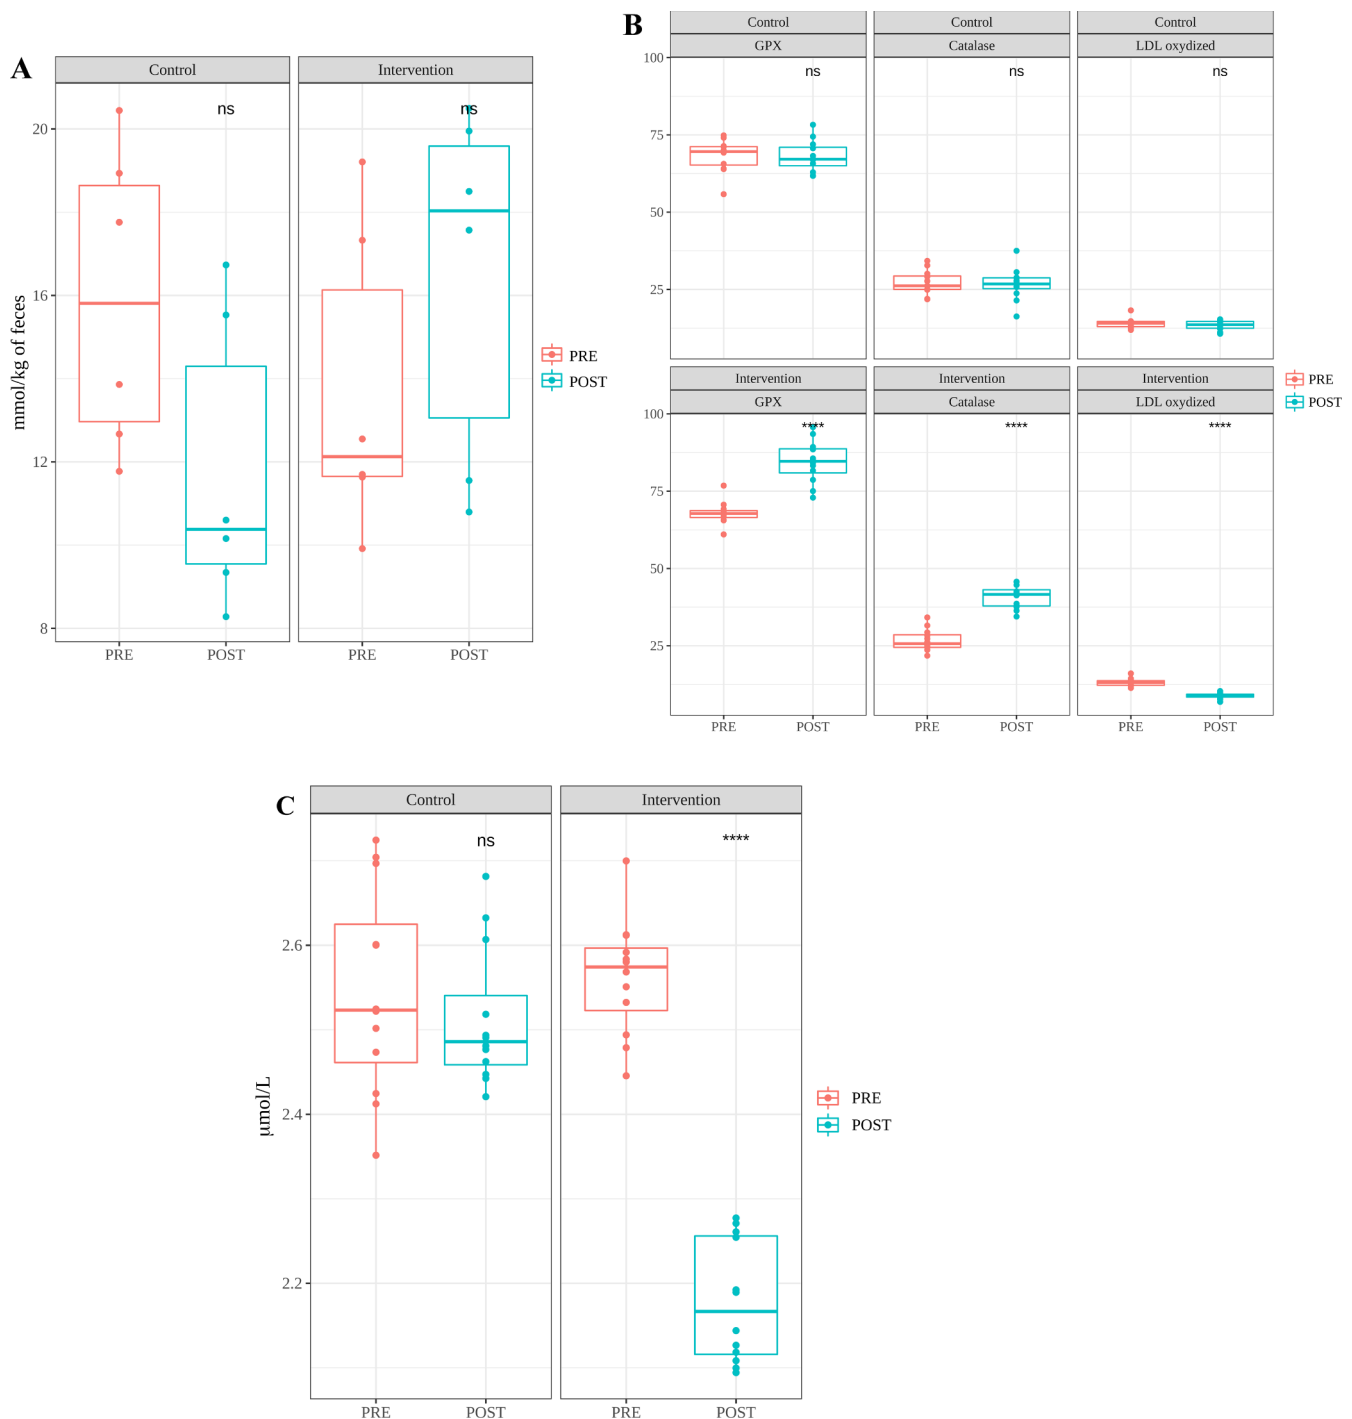 A
Control
Intervention
ns
ns
20
16
12
8
mmol/kg of feces
PRE
POST
PRE
POST
PRE
POST
B
Control
Control
Control
GPX
Catalase
LDL oxydized
ns
ns
ns
100
75
50
25
Intervention
Intervention
Intervention
GPX
Catalase
LDL oxydized
****
****
****
100
75
50
25
PRE
POST
PRE
POST
PRE
POST
PRE
POST
C
Control
Intervention
ns
****
2.6
2.4
2.2
µmol/L
PRE
POST
PRE
POST
PRE
POST